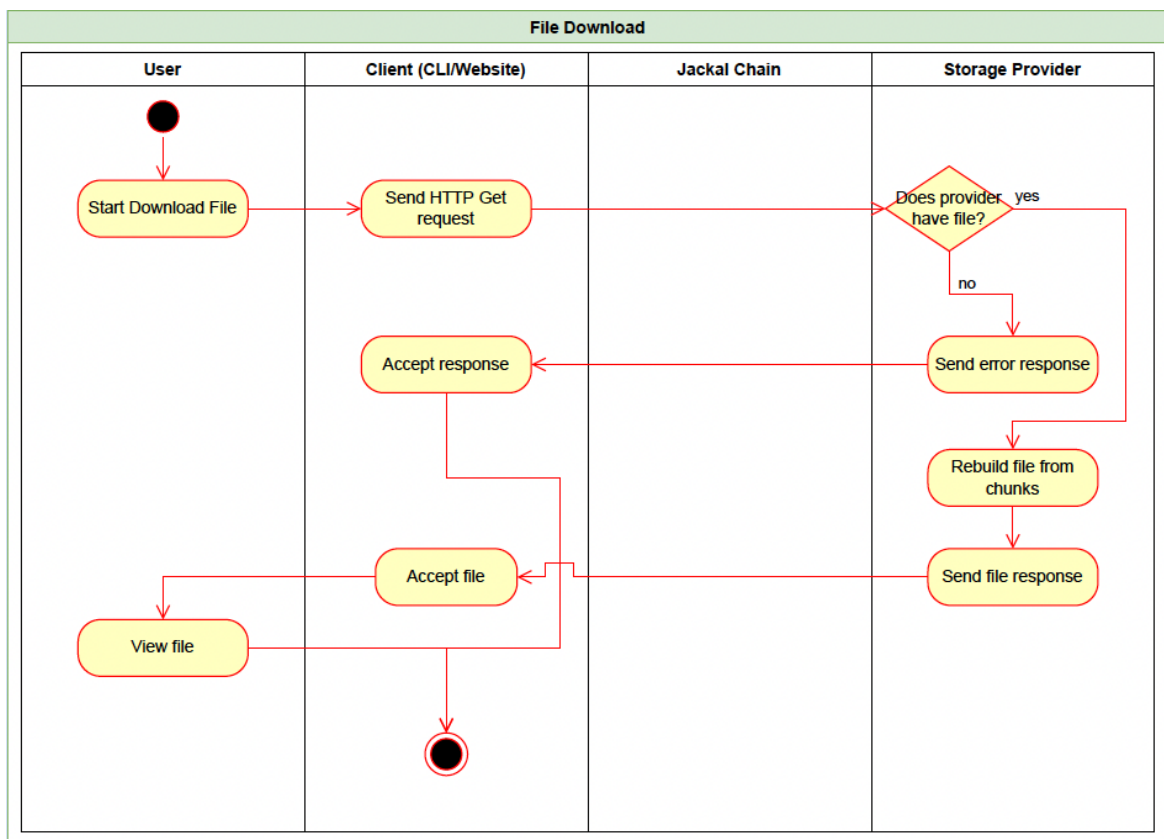 File Download
User
Client (CLI/Website)
Jackal Chain
Storage Provider
Start Download File
Send HTTP Get
request
Does provider
have file?
yes
no
Accept response
Send error response
Rebuild file from
chunks
Accept file
Send file response
View file